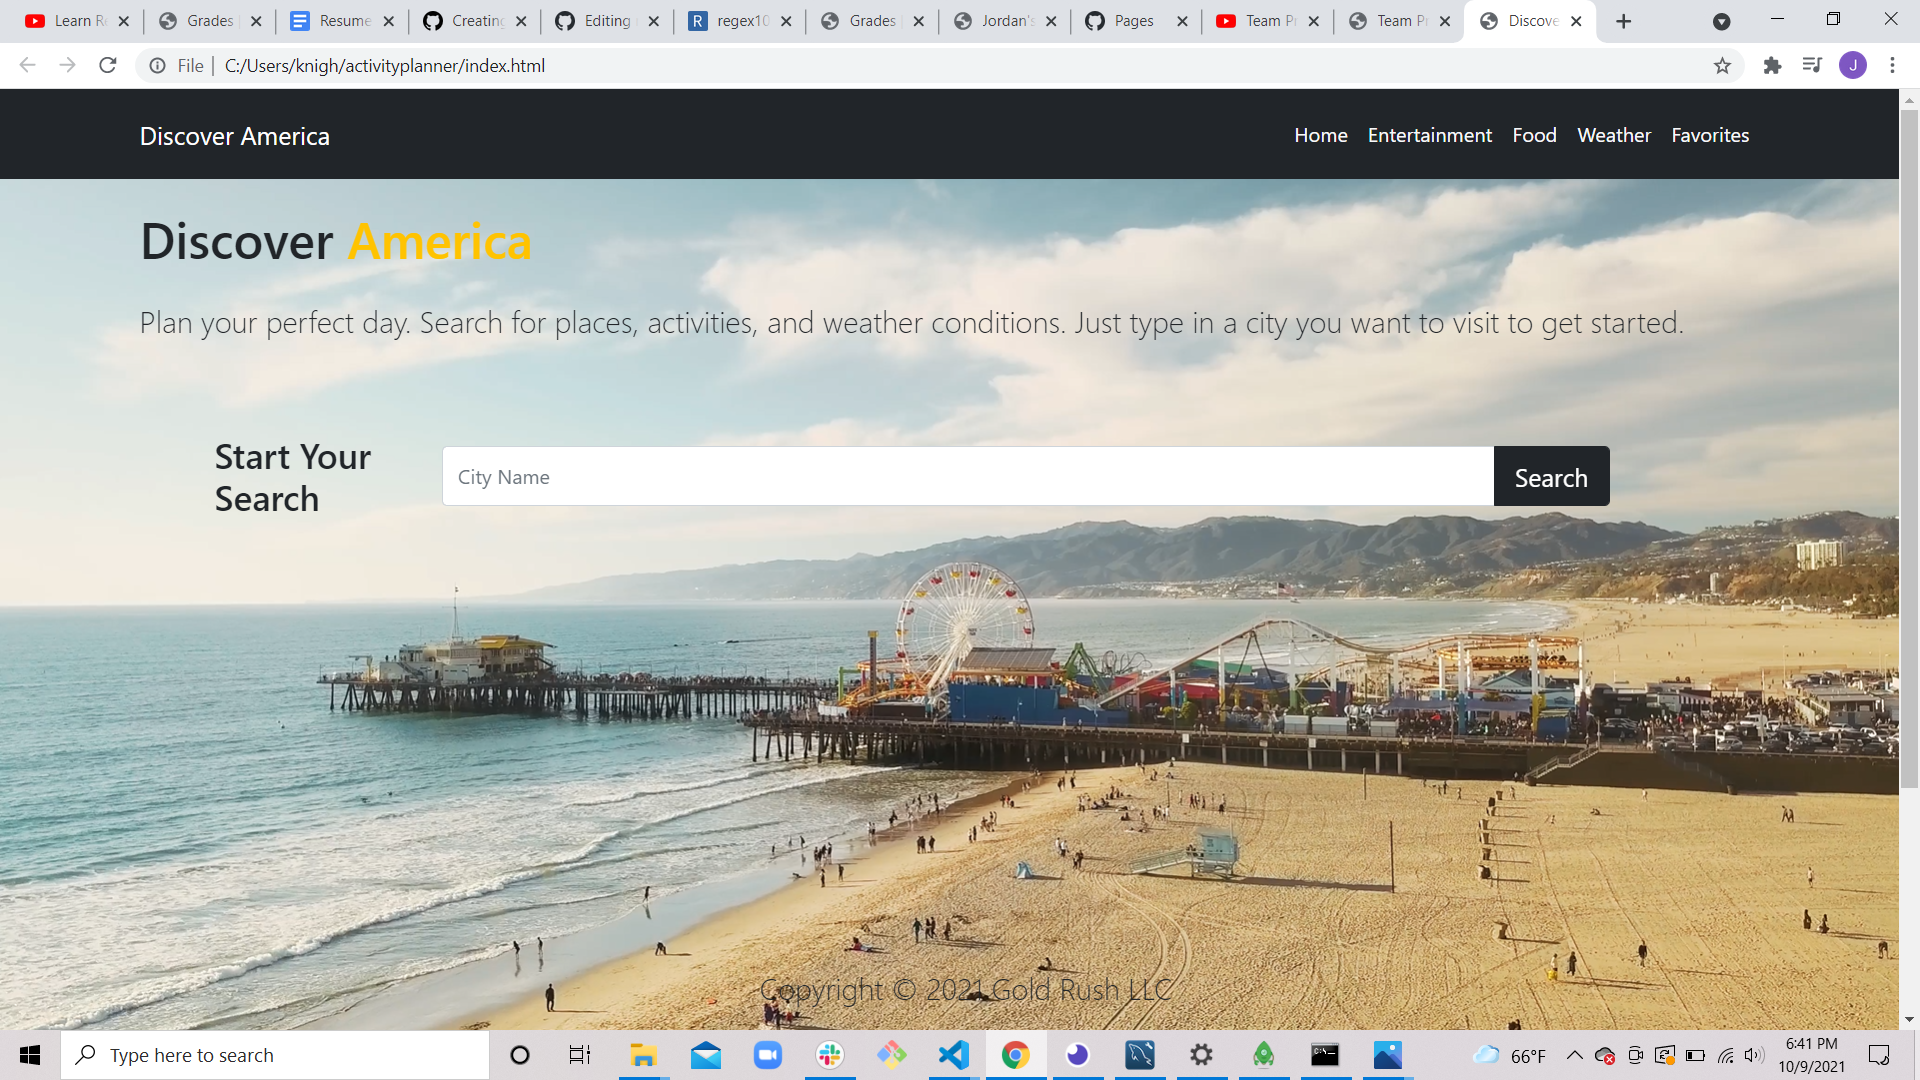 Learn R
Grades
Resume
Creating
Editing
regex10
Grades
Jordan's
Pages
Team Pr
Team Pr
Discove
File | C:/Users/knigh/activityplanner/index.html
J
Discover America
Home Entertainment Food Weather Favorites
Discover America
Plan your perfect day. Search for places, activities, and weather conditions. Just type in a city you want to visit to get started.
Start Your
Search
City Name
Search
Copyright © 2021 Gold Rush LLC
Type here to search
66°F
6:41 PM
10/9/2021